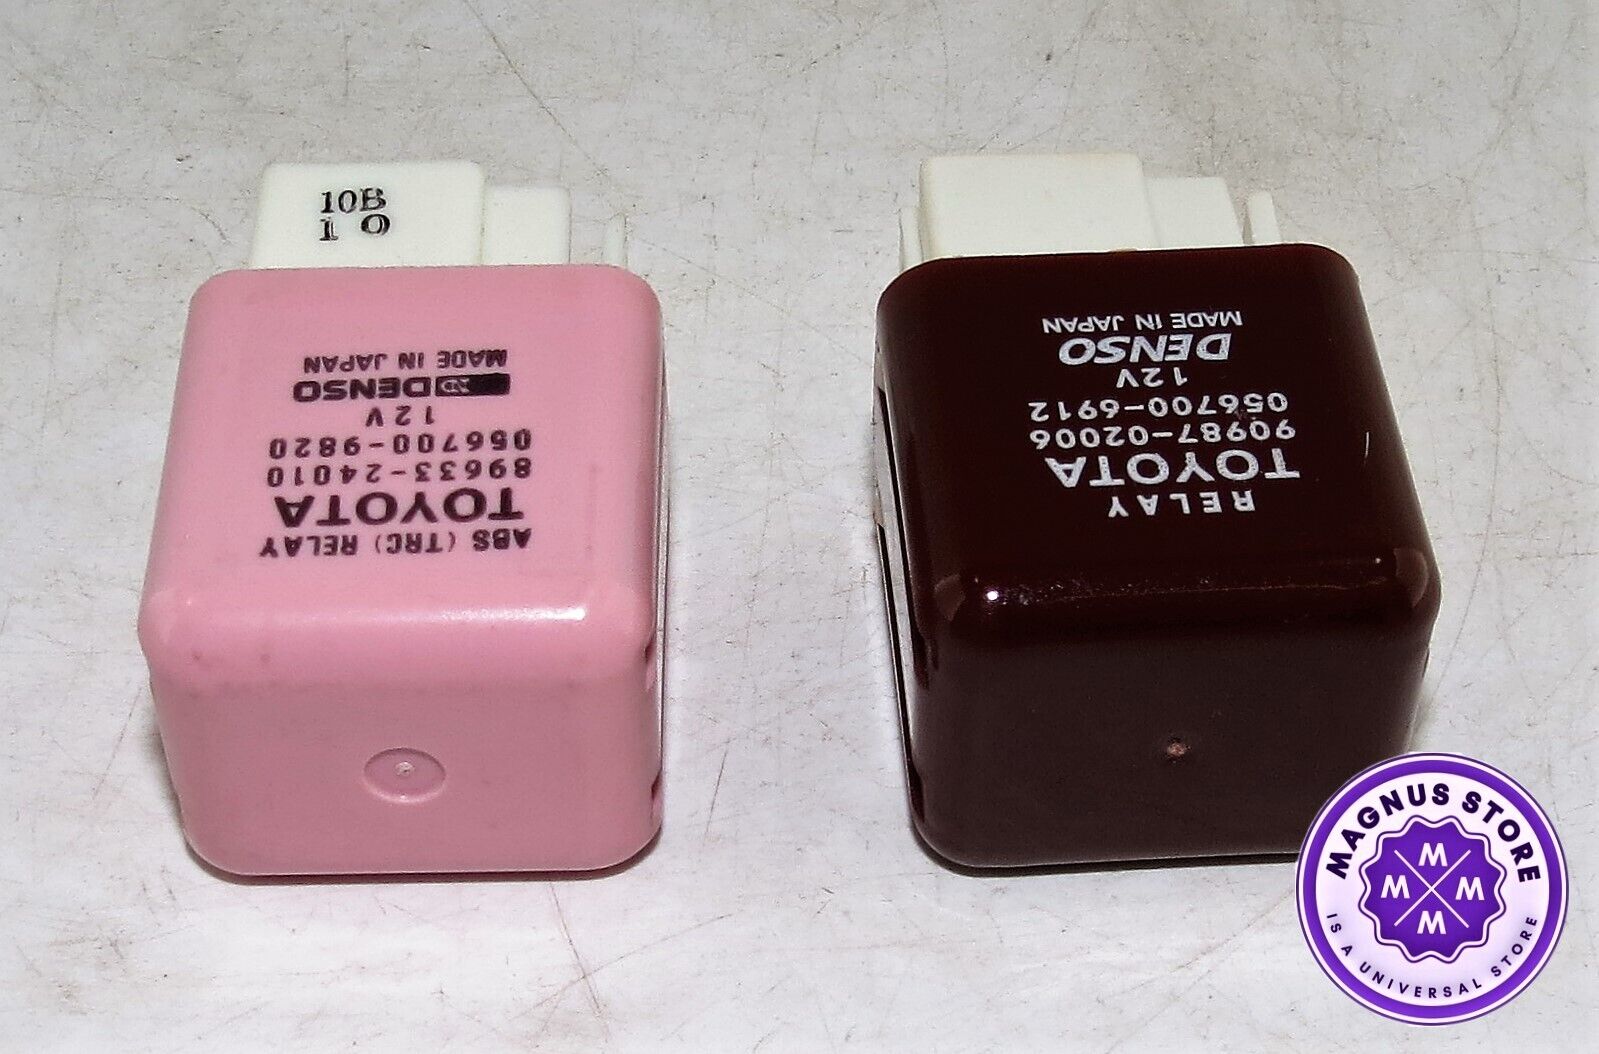 10B
1 O
ABS (TRC) RELAY
TOYOTA
89633-24010
056700-9820
12V
DENSO
MADE IN JAPAN
RELAY
TOYOTA
90987-02006
056700-6912
12V
DENSO
MADE IN JAPAN
MAGNUS STORE
M
M M
M
IS A UNIVERSAL STORE